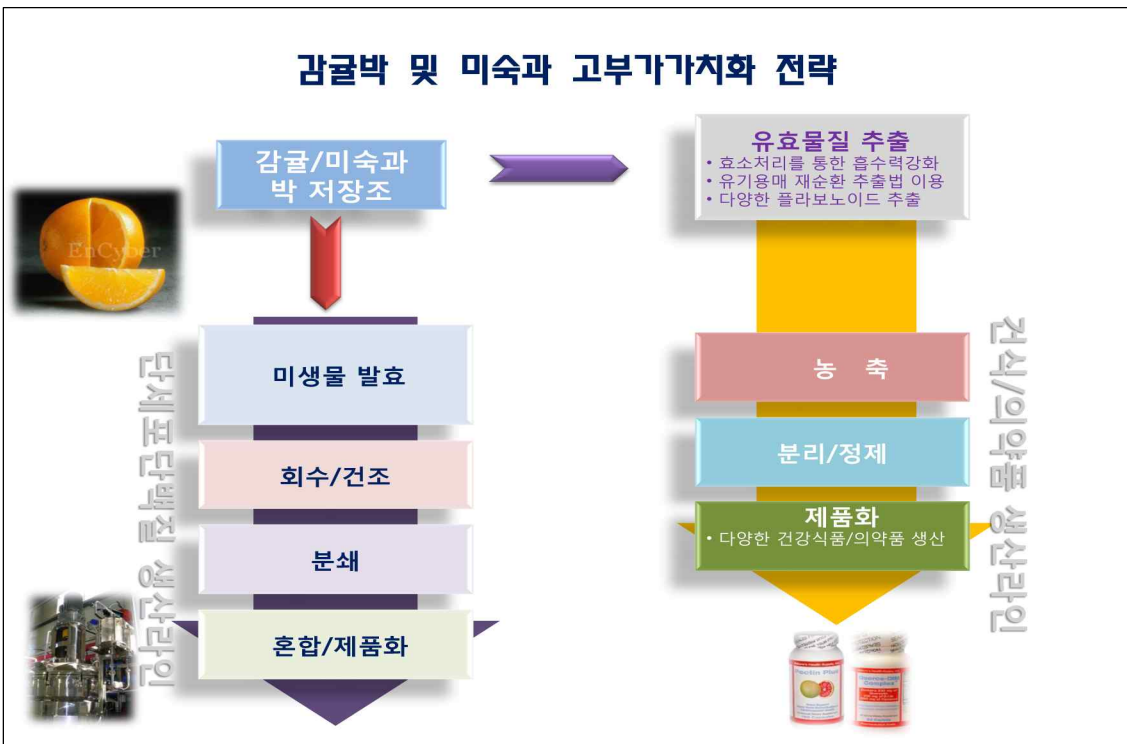 감귤박 및 미숙과 고부가가치화 전략
감귤/미숙과
박 저장조
EnCyber
단세포단백질 생산라인
미생물 발효
회수/건조
분쇄
혼합/제품화
유효물질 추출
• 효소처리를 통한 흡수력강화
• 유기용매 재순환 추출법 이용
• 다양한 플라보노이드 추출
농 축
분리/정제
제품화
• 다양한 건강식품/의약품 생산
건식/의약품 생산라인
Pectin Plus
Complex